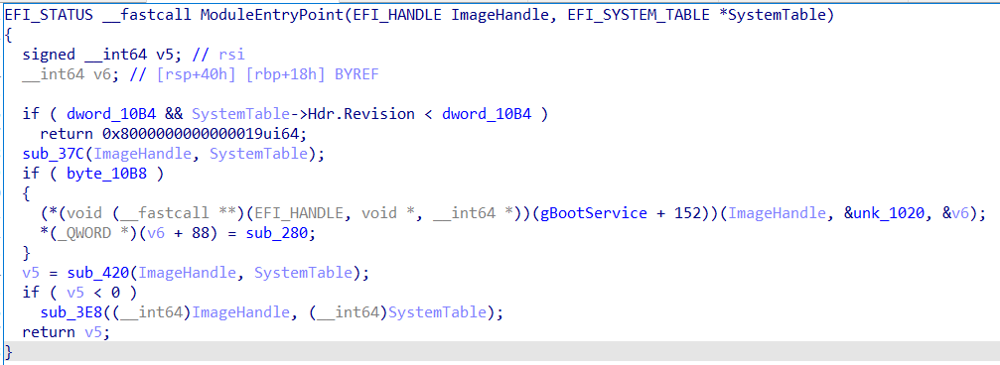 EFI_STATUS __fastcall ModuleEntryPoint(EFI_HANDLE ImageHandle, EFI_SYSTEM_TABLE *SystemTable)
{
  signed __int64 v5; // rsi
  __int64 v6; // [rsp+40h] [rbp+18h] BYREF

  if ( dword_10B4 && SystemTable->Hdr.Revision < dword_10B4 )
    return 0x8000000000000019ui64;
  sub_37C(ImageHandle, SystemTable);
  if ( byte_10B8 )
  {
    (*(void (__fastcall **)(EFI_HANDLE, void *, __int64 *))(gBootService + 152))(ImageHandle, &unk_1020, &v6);
    *(_QWORD *)(v6 + 88) = sub_280;
  }
  v5 = sub_420(ImageHandle, SystemTable);
  if ( v5 < 0 )
    sub_3E8((__int64)ImageHandle, (__int64)SystemTable);
  return v5;
}